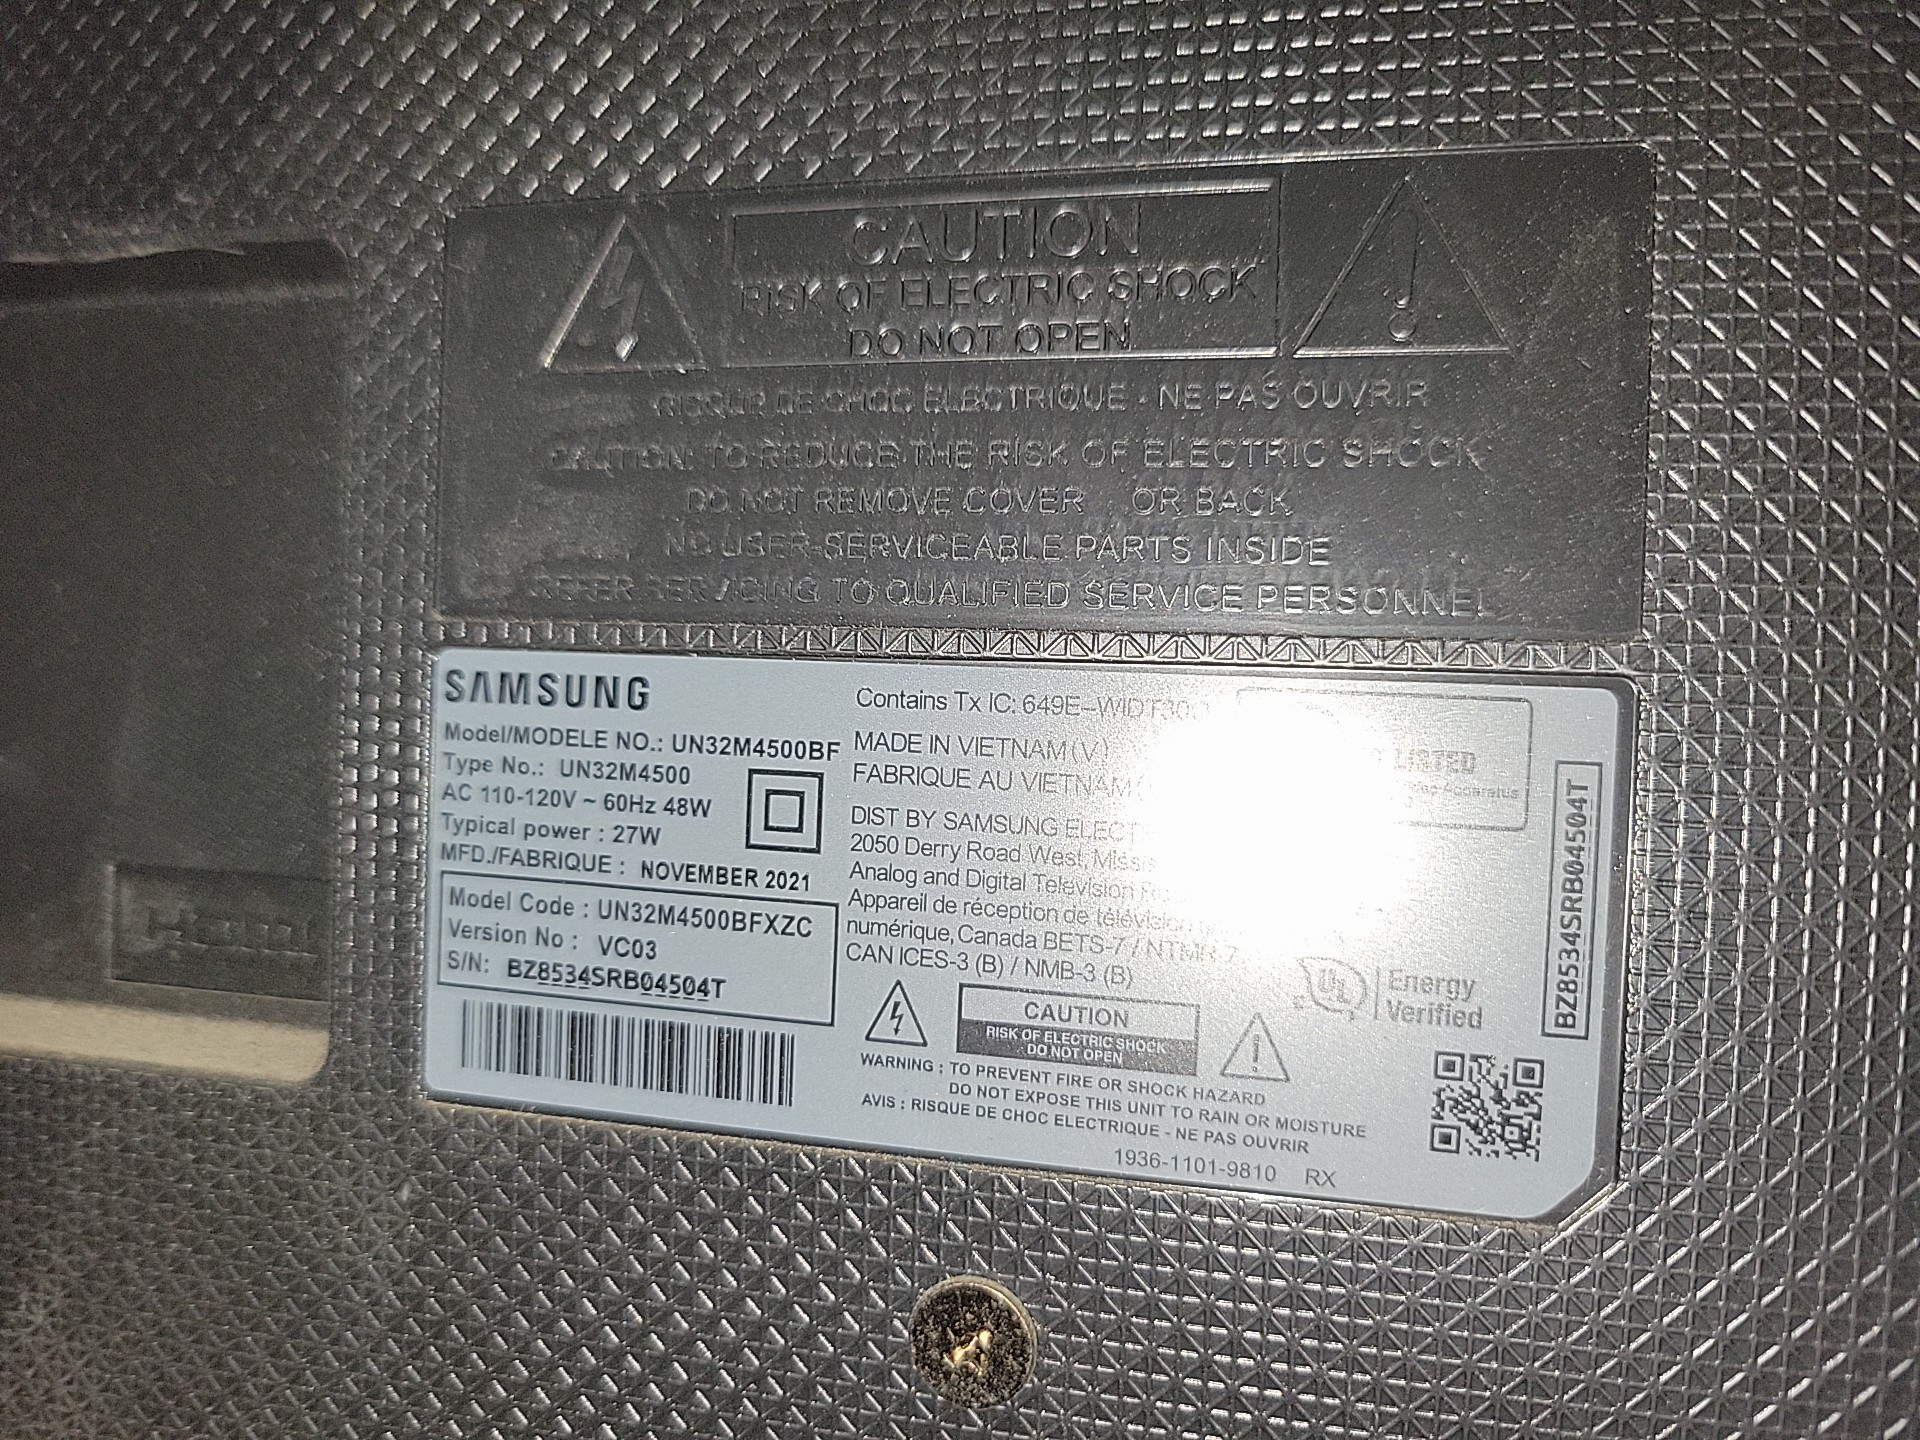 CAUTION
RISK OF ELECTRIC SHOCK
DO NOT OPEN
RISQUE DE CHOC ELECTRIQUE - NE PAS OUVRIR
CAUTION: TO REDUCE THE RISK OF ELECTRIC SHOCK
DO NOT REMOVE COVER OR BACK
NO USER-SERVICEABLE PARTS INSIDE
REFER SERVICING TO QUALIFIED SERVICE PERSONNEL
SAMSUNG
Model/MODELE NO.: UN32M4500BF
Type No.: UN32M4500
AC 110-120V ~ 60Hz 48W
Typical power : 27W
MFD./FABRIQUE : NOVEMBER 2021
Model Code : UN32M4500BFXZC
Version No : VC03
S/N: BZ8534SRB04504T
Contains Tx IC: 649E-
MADE IN VIETNAM (V)
FABRIQUE AU VIETNAM
DIST BY SAMSUNG
2050 Derry Road West,
Analog and Digital Television
Appareil de réception de
numérique, Canada BETS-7 /
CAN ICES-3 (B) / NMB-3 (B)
CAUTION
RISK OF ELECTRIC SHOCK
DO NOT OPEN
WARNING : TO PREVENT FIRE OR SHOCK HAZARD
DO NOT EXPOSE THIS UNIT TO RAIN OR MOISTURE
AVIS : RISQUE DE CHOC ELECTRIQUE - NE PAS OUVRIR
1936-1101-9810 RX
LISTED
Apparatus
UL
Energy
Verified
BZ8534SRB04504T